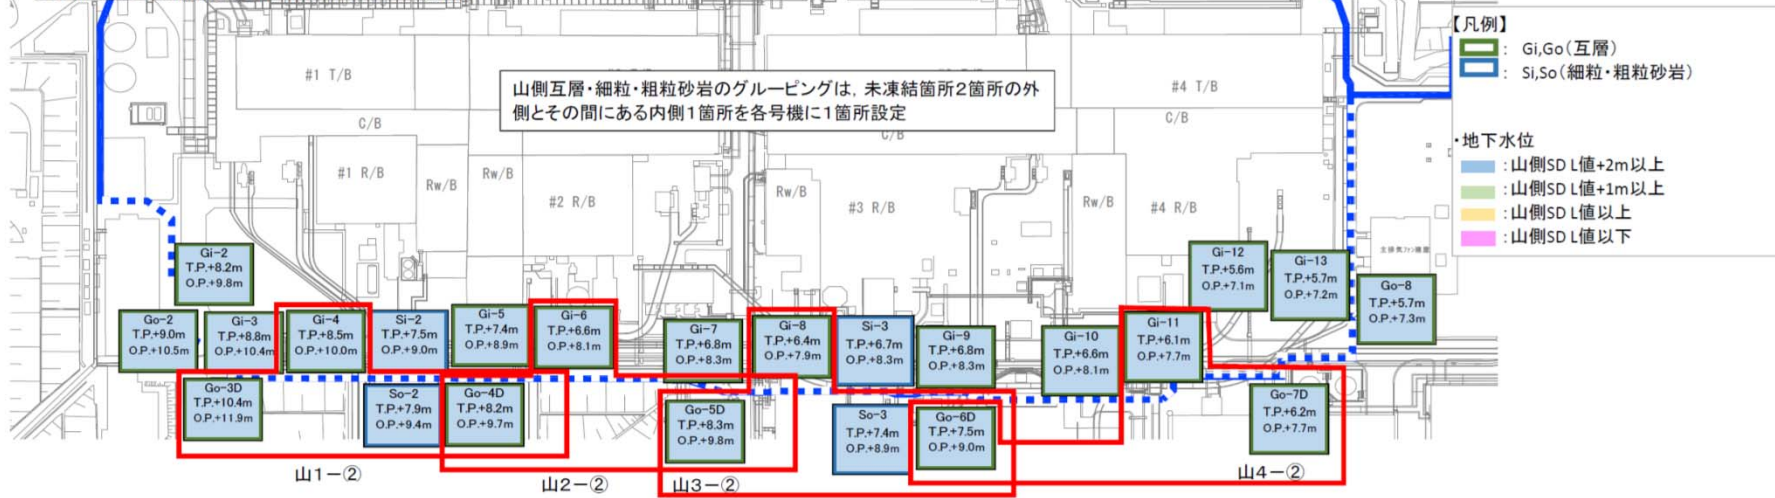 【凡例】
： Gi,Go（互層）
： Si,So（細粒・粗粒砂岩）
・地下水位
：山側SD L値+2m以上
：山側SD L値+1m以上
：山側SD L値以上
：山側SD L値以下
#1 T/B
山側互層・細粒・粗粒砂岩のグルーピングは，未凍結箇所2箇所の外
側とその間にある内側1箇所を各号機に1箇所設定
#4 T/B
C/B
C/B
C/B
#1 R/B
Rw/B
Rw/B
#2 R/B
Rw/B
#3 R/B
Rw/B
#4 R/B
Gi-2
T.P.+8.2m
O.P.+9.8m
Gi-12
T.P.+5.6m
O.P.+7.1m
Gi-13
T.P.+5.7m
O.P.+7.2m
Go-8
T.P.+5.7m
O.P.+7.3m
Go-2
T.P.+9.0m
O.P.+10.5m
Gi-3
T.P.+8.8m
O.P.+10.4m
Gi-4
T.P.+8.5m
O.P.+10.0m
Si-2
T.P.+7.5m
O.P.+9.0m
Gi-5
T.P.+7.4m
O.P.+8.9m
Gi-6
T.P.+6.6m
O.P.+8.1m
Gi-7
T.P.+6.8m
O.P.+8.3m
Gi-8
T.P.+6.4m
O.P.+7.9m
Si-3
T.P.+6.7m
O.P.+8.3m
Gi-9
T.P.+6.8m
O.P.+8.3m
Gi-10
T.P.+6.6m
O.P.+8.1m
Gi-11
T.P.+6.1m
O.P.+7.7m
Go-3D
T.P.+10.4m
O.P.+11.9m
So-2
T.P.+7.9m
O.P.+9.4m
Go-4D
T.P.+8.2m
O.P.+9.7m
Go-5D
T.P.+8.3m
O.P.+9.8m
So-3
T.P.+7.4m
O.P.+8.9m
Go-6D
T.P.+7.5m
O.P.+9.0m
Go-7D
T.P.+6.2m
O.P.+7.7m
山1－②
山2－②
山3－②
山4－②